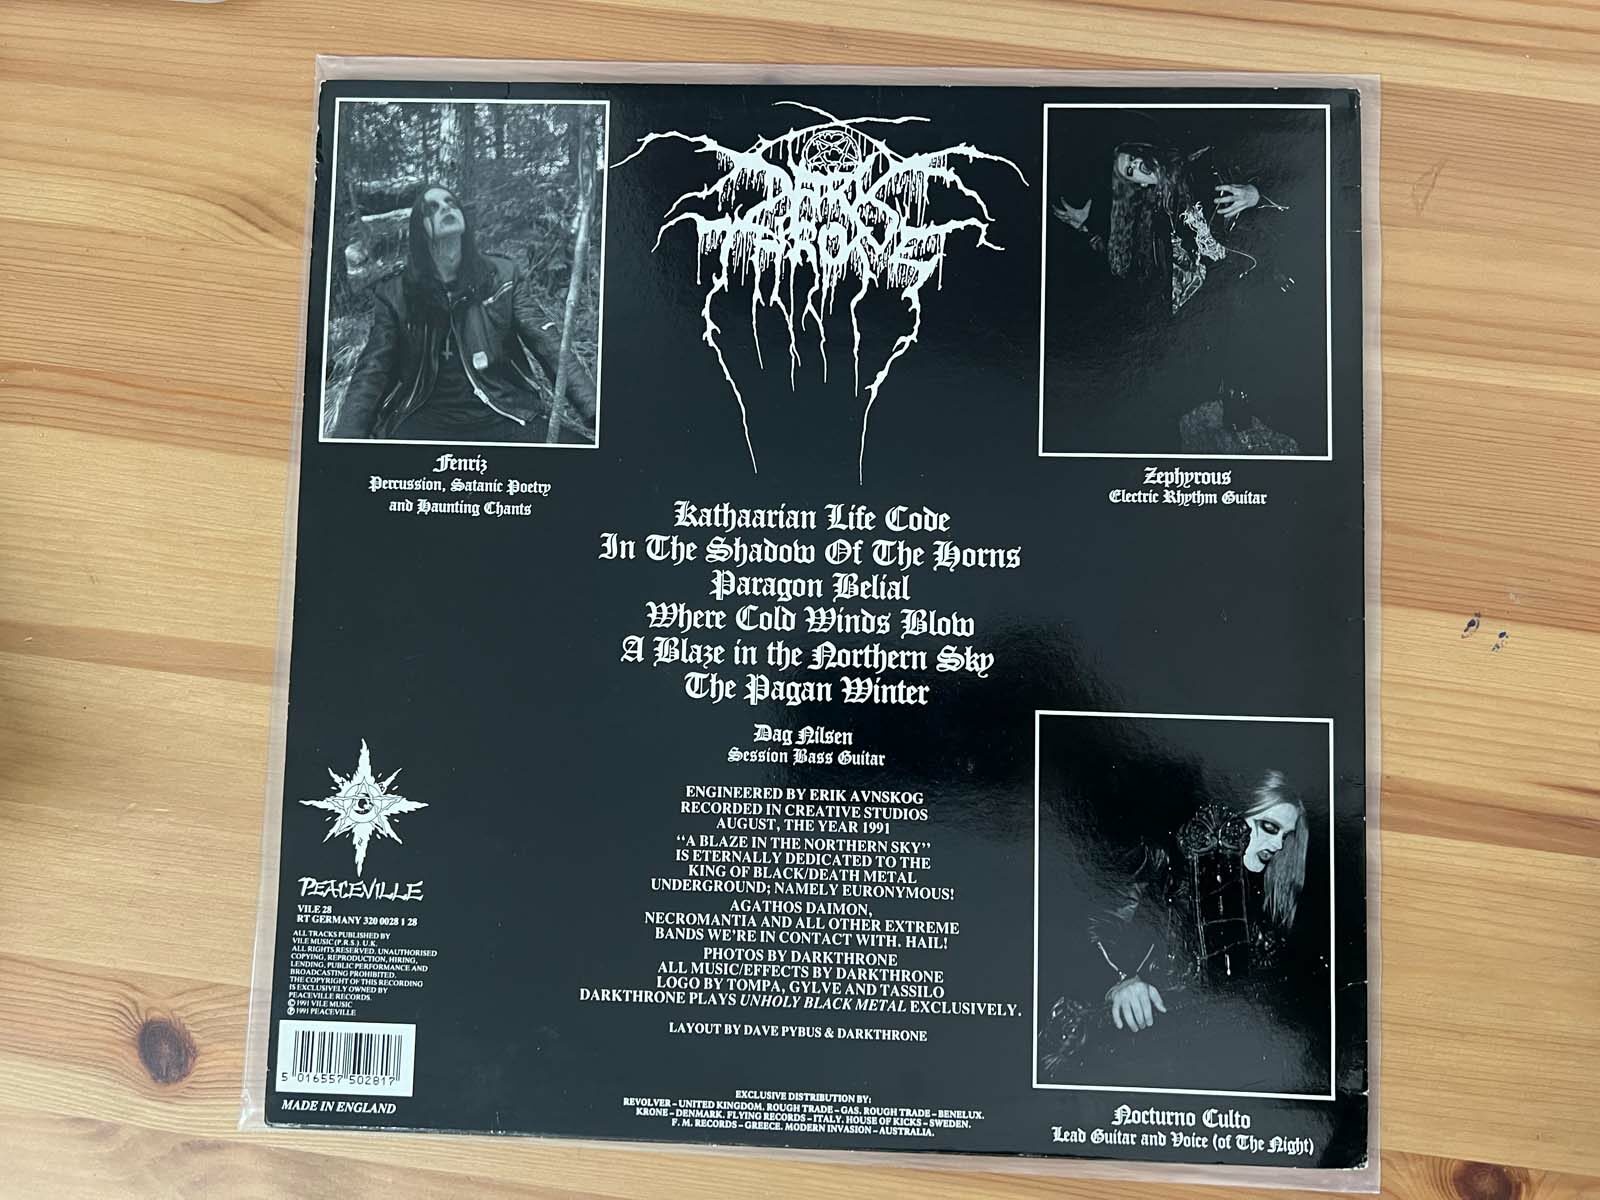 DARK
THRONE
Fenriz
Percussion, Satanic Poetry
and Haunting Chants
Zephyrous
Electric Rhythm Guitar
Kathaarian Life Code
In The Shadow Of The Horns
Paragon Belial
Where Cold Winds Blow
A Blaze in the Northern Sky
The Pagan Winter
Dag Nilsen
Session Bass Guitar
ENGINEERED BY ERIK AVNSKOG
RECORDED IN CREATIVE STUDIOS
AUGUST, THE YEAR 1991
“A BLAZE IN THE NORTHERN SKY”
IS ETERNALLY DEDICATED TO THE
KING OF BLACK/DEATH METAL
UNDERGROUND; NAMELY EURONYMOUS!
AGATHOS DAIMON,
NECROMANTIA AND ALL OTHER EXTREME
BANDS WE'RE IN CONTACT WITH. HAIL!
PHOTOS BY DARKTHRONE
ALL MUSIC/EFFECTS BY DARKTHRONE
LOGO BY TOMPA, GYLVE AND TASSILO
DARKTHRONE PLAYS UNHOLY BLACK METAL EXCLUSIVELY.
LAYOUT BY DAVE PYBUS & DARKTHRONE
PEACEVILLE
VILE 28
RT GERMANY 320 0028 1 28
ALL TRACKS PUBLISHED BY
VILE MUSIC (P.R.S.). U.K.
ALL RIGHTS RESERVED. UNAUTHORISED
COPYING, REPRODUCTION, HIRING,
LENDING, PUBLIC PERFORMANCE AND
BROADCASTING PROHIBITED.
THE COPYRIGHT OF THIS RECORDING
IS EXCLUSIVELY OWNED BY
PEACEVILLE RECORDS.
© 1991 VILE MUSIC
℗ 1991 PEACEVILLE
5 016557 502817
MADE IN ENGLAND
EXCLUSIVE DISTRIBUTION BY:
REVOLVER – UNITED KINGDOM. ROUGH TRADE – GAS. ROUGH TRADE – BENELUX.
KRONE – DENMARK. FLYING RECORDS – ITALY. HOUSE OF KICKS – SWEDEN.
F. M. RECORDS – GREECE. MODERN INVASION – AUSTRALIA.
Nocturno Culto
Lead Guitar and Voice (of The Night)